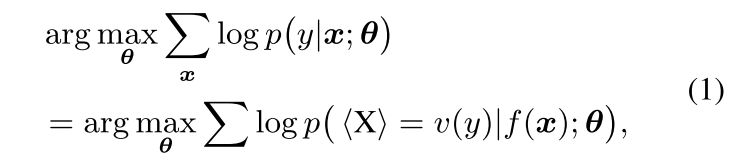 arg max_θ ∑_x log p(y|x; θ)
= arg max_θ ∑ log p(⟨X⟩ = v(y)|f(x); θ), (1)